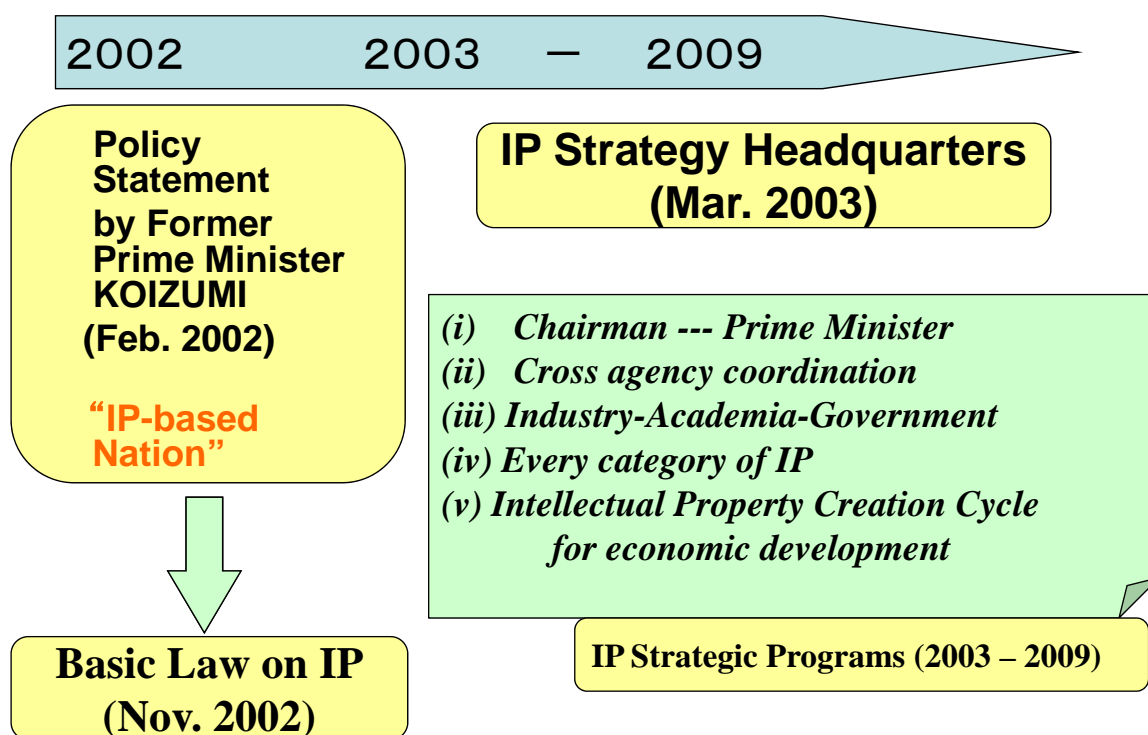 2002 2003 － 2009
Policy
Statement
by Former
Prime Minister
KOIZUMI
(Feb. 2002)
“IP-based
Nation”
Basic Law on IP
(Nov. 2002)
IP Strategy Headquarters
(Mar. 2003)
(i) Chairman --- Prime Minister
(ii) Cross agency coordination
(iii) Industry-Academia-Government
(iv) Every category of IP
(v) Intellectual Property Creation Cycle
for economic development
IP Strategic Programs (2003 – 2009)